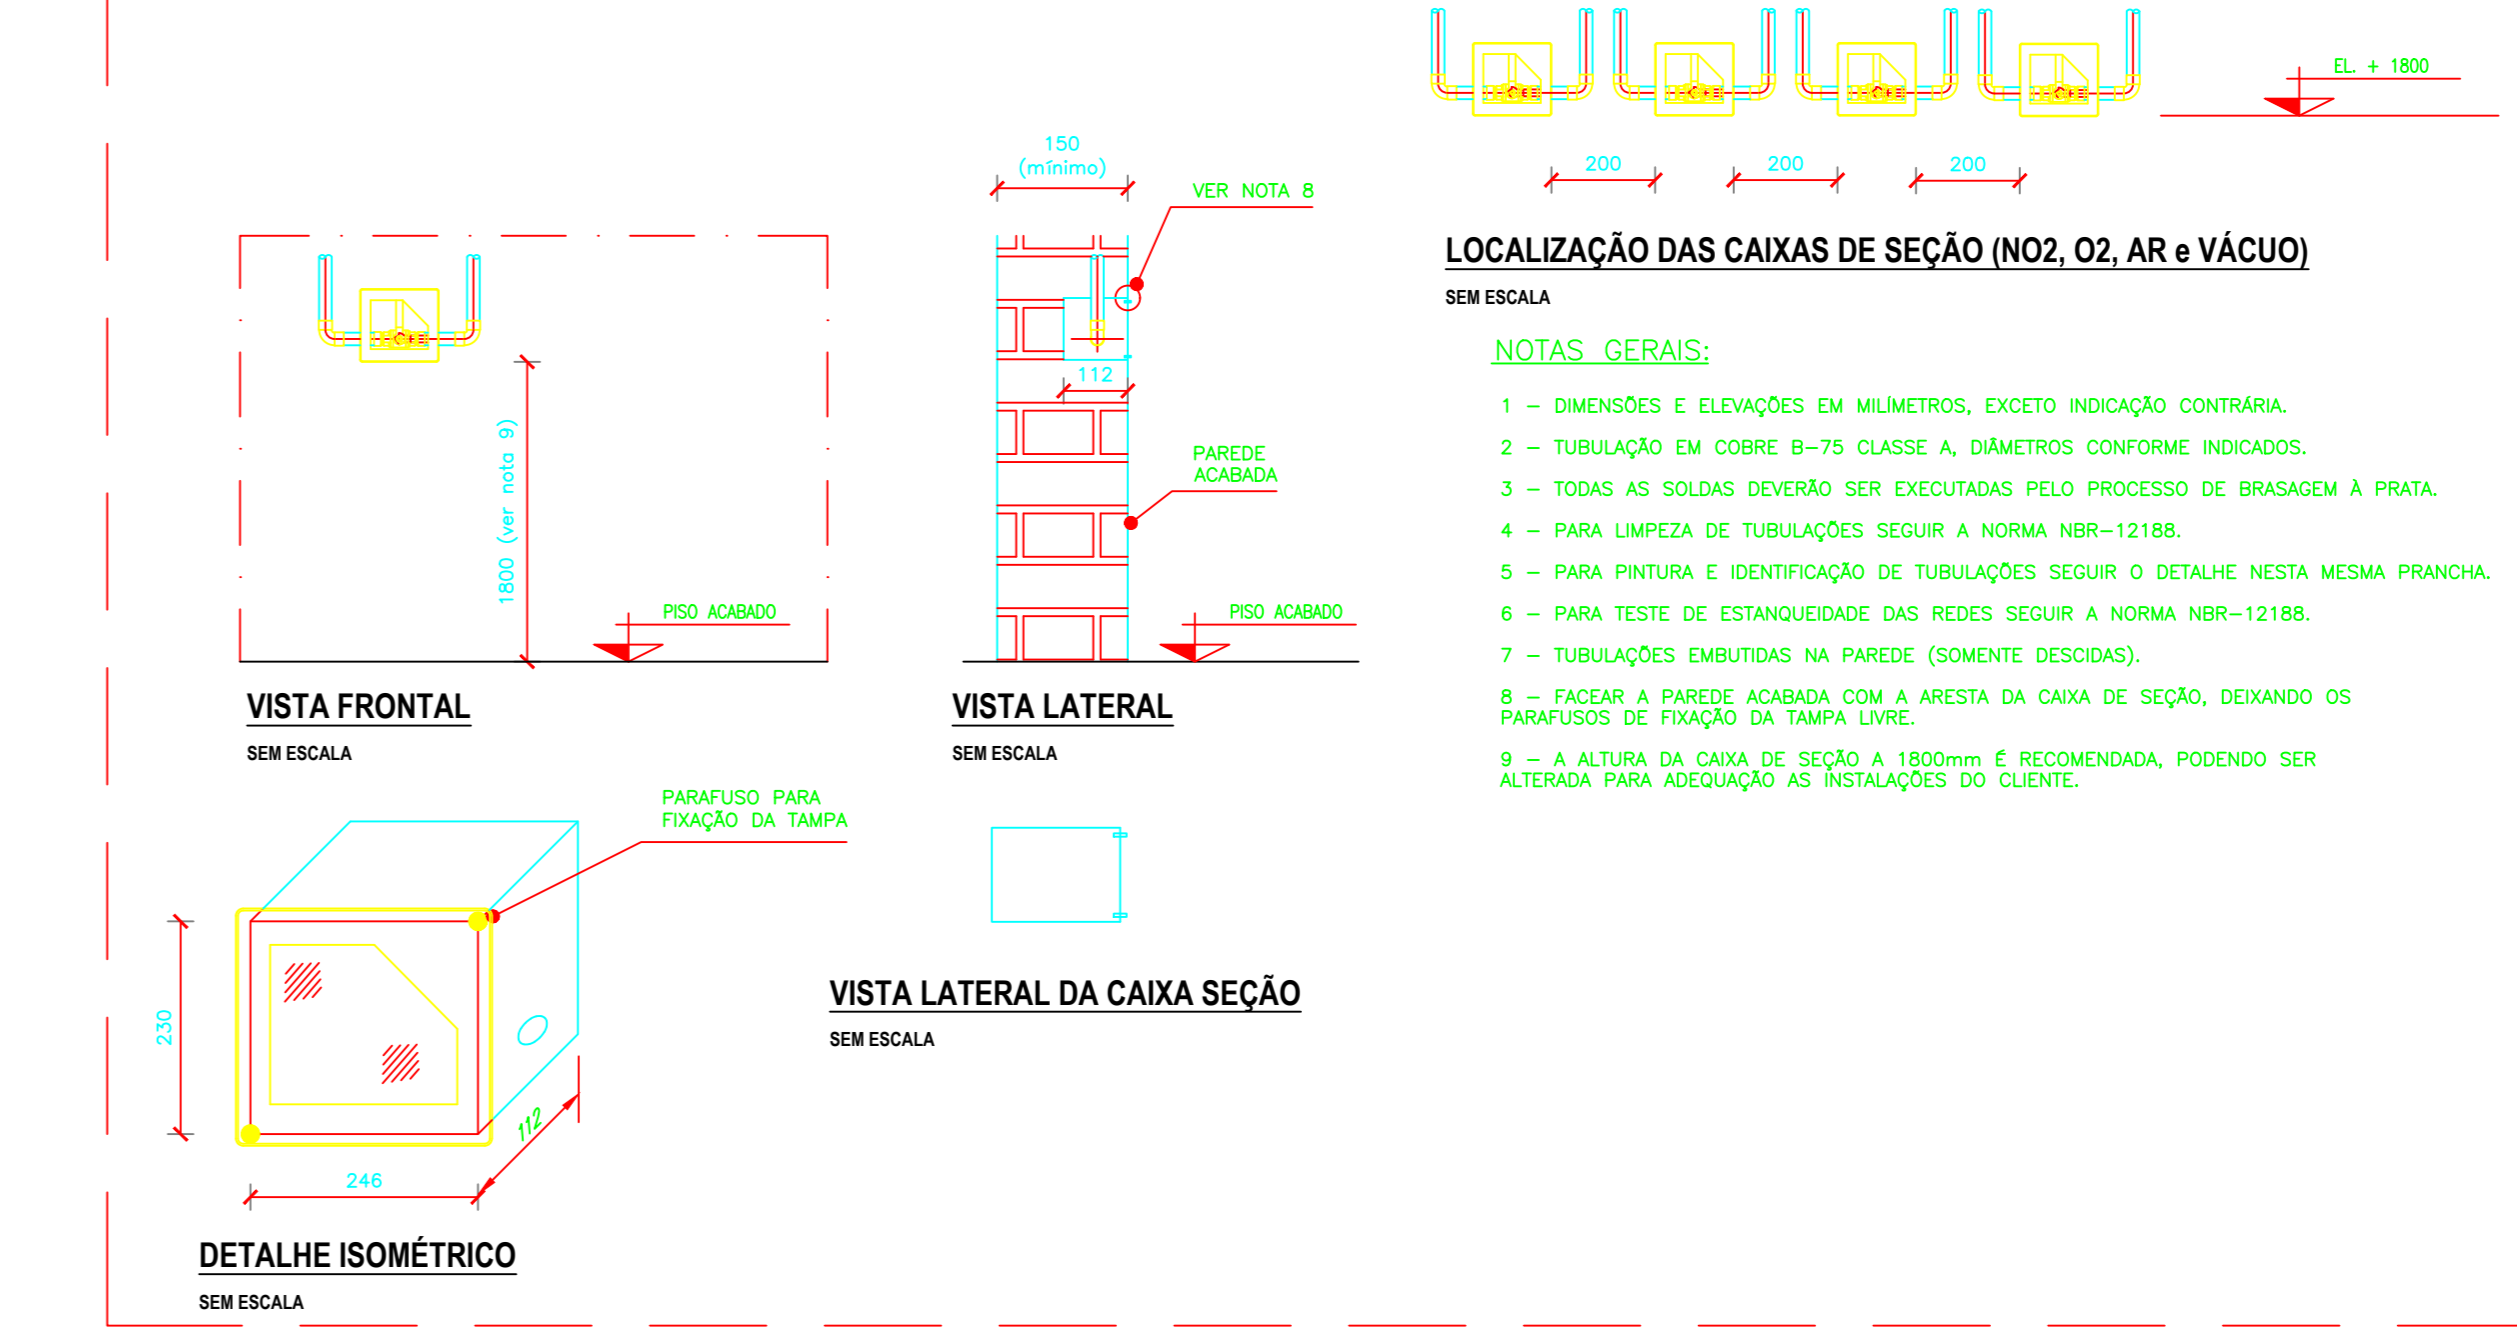 EL. + 1800
200
200
200
LOCALIZAÇÃO DAS CAIXAS DE SEÇÃO (NO2, O2, AR e VÁCUO)
SEM ESCALA
150
(mínimo)
VER NOTA 8
112
PAREDE
ACABADA
PISO ACABADO
VISTA LATERAL
SEM ESCALA
1800 (ver nota 9)
PISO ACABADO
VISTA FRONTAL
SEM ESCALA
NOTAS GERAIS:
1 – DIMENSÕES E ELEVAÇÕES EM MILÍMETROS, EXCETO INDICAÇÃO CONTRÁRIA.
2 – TUBULAÇÃO EM COBRE B–75 CLASSE A, DIÂMETROS CONFORME INDICADOS.
3 – TODAS AS SOLDAS DEVERÃO SER EXECUTADAS PELO PROCESSO DE BRASAGEM À PRATA.
4 – PARA LIMPEZA DE TUBULAÇÕES SEGUIR A NORMA NBR–12188.
5 – PARA PINTURA E IDENTIFICAÇÃO DE TUBULAÇÕES SEGUIR O DETALHE NESTA MESMA PRANCHA.
6 – PARA TESTE DE ESTANQUEIDADE DAS REDES SEGUIR A NORMA NBR–12188.
7 – TUBULAÇÕES EMBUTIDAS NA PAREDE (SOMENTE DESCIDAS).
8 – FACEAR A PAREDE ACABADA COM A ARESTA DA CAIXA DE SEÇÃO, DEIXANDO OS
PARAFUSOS DE FIXAÇÃO DA TAMPA LIVRE.
9 – A ALTURA DA CAIXA DE SEÇÃO A 1800mm É RECOMENDADA, PODENDO SER
ALTERADA PARA ADEQUAÇÃO AS INSTALAÇÕES DO CLIENTE.
PARAFUSO PARA
FIXAÇÃO DA TAMPA
230
112
246
DETALHE ISOMÉTRICO
SEM ESCALA
VISTA LATERAL DA CAIXA SEÇÃO
SEM ESCALA